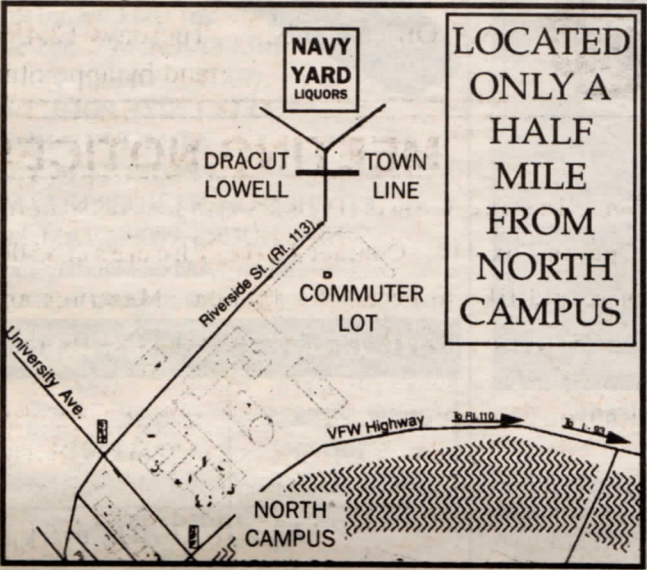 NAVY
YARD
LIQUORS
LOCATED
ONLY A
HALF
MILE
FROM
NORTH
CAMPUS
DRACUT TOWN
LOWELL LINE
Riverside St. (Rt. 113)
COMMUTER
LOT
University Ave.
VFW Highway
To Rt. 110
To I-93
NORTH
CAMPUS